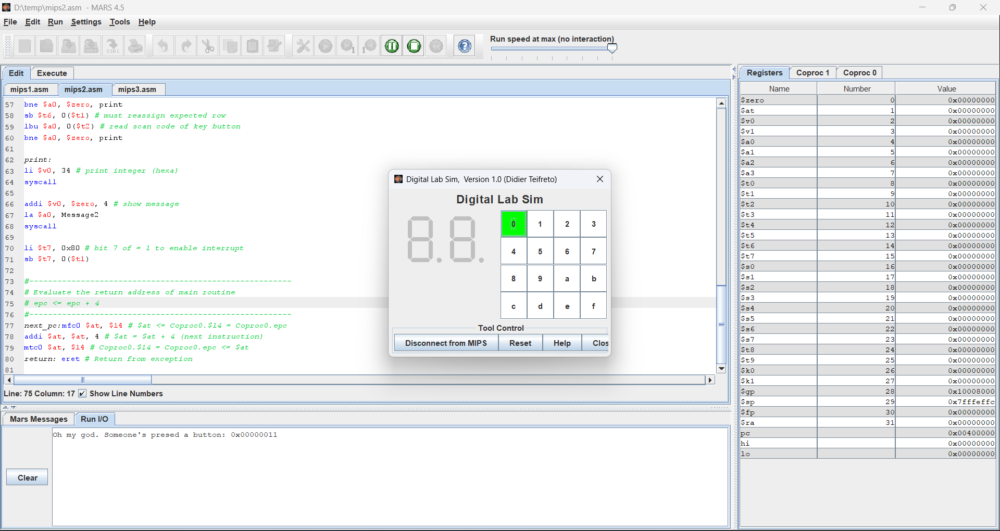 D:\temp\mips2.asm - MARS 4.5
File Edit Run Settings Tools Help
Run speed at max (no interaction)
Edit Execute
mips1.asm mips2.asm mips3.asm
57 bne $a0, $zero, print
58 sb $t6, 0($t1) # must reassign expected row
59 lbu $a0, 0($t2) # read scan code of key button
60 bne $a0, $zero, print
61
62 print:
63 li $v0, 34 # print integer (hexa)
64 syscall
65
66 addi $v0, $zero, 4 # show message
67 la $a0, Message2
68 syscall
69
70 li $t7, 0x80 # bit 7 of = 1 to enable interrupt
71 sb $t7, 0($t1)
72
73 #--------------------------------------------------------
74 # Evaluate the return address of main routine
75 # epc <= epc + 4
76 #--------------------------------------------------------
77 next_pc:mfc0 $at, $14 # $at <= Coproc0.$14 = Coproc0.epc
78 addi $at, $at, 4 # $at = $at + 4 (next instruction)
79 mtc0 $at, $14 # Coproc0.$14 = Coproc0.epc <= $at
80 return: eret # Return from exception
81
Line: 75 Column: 17 Show Line Numbers
Mars Messages Run I/O
Oh my god. Someone's presed a button: 0x00000011
Clear
Digital Lab Sim, Version 1.0 (Didier Teifreto)
Digital Lab Sim
8.8.
0 1 2 3
4 5 6 7
8 9 a b
c d e f
Tool Control
Disconnect from MIPS Reset Help Clos
Registers Coproc 1 Coproc 0
Name Number Value
$zero 0 0x00000000
$at 1 0x00000000
$v0 2 0x00000000
$v1 3 0x00000000
$a0 4 0x00000000
$a1 5 0x00000000
$a2 6 0x00000000
$a3 7 0x00000000
$t0 8 0x00000000
$t1 9 0x00000000
$t2 10 0x00000000
$t3 11 0x00000000
$t4 12 0x00000000
$t5 13 0x00000000
$t6 14 0x00000000
$t7 15 0x00000000
$s0 16 0x00000000
$s1 17 0x00000000
$s2 18 0x00000000
$s3 19 0x00000000
$s4 20 0x00000000
$s5 21 0x00000000
$s6 22 0x00000000
$s7 23 0x00000000
$t8 24 0x00000000
$t9 25 0x00000000
$k0 26 0x00000000
$k1 27 0x00000000
$gp 28 0x10008000
$sp 29 0x7fffeffc
$fp 30 0x00000000
$ra 31 0x00000000
pc 0x00400000
hi 0x00000000
lo 0x00000000